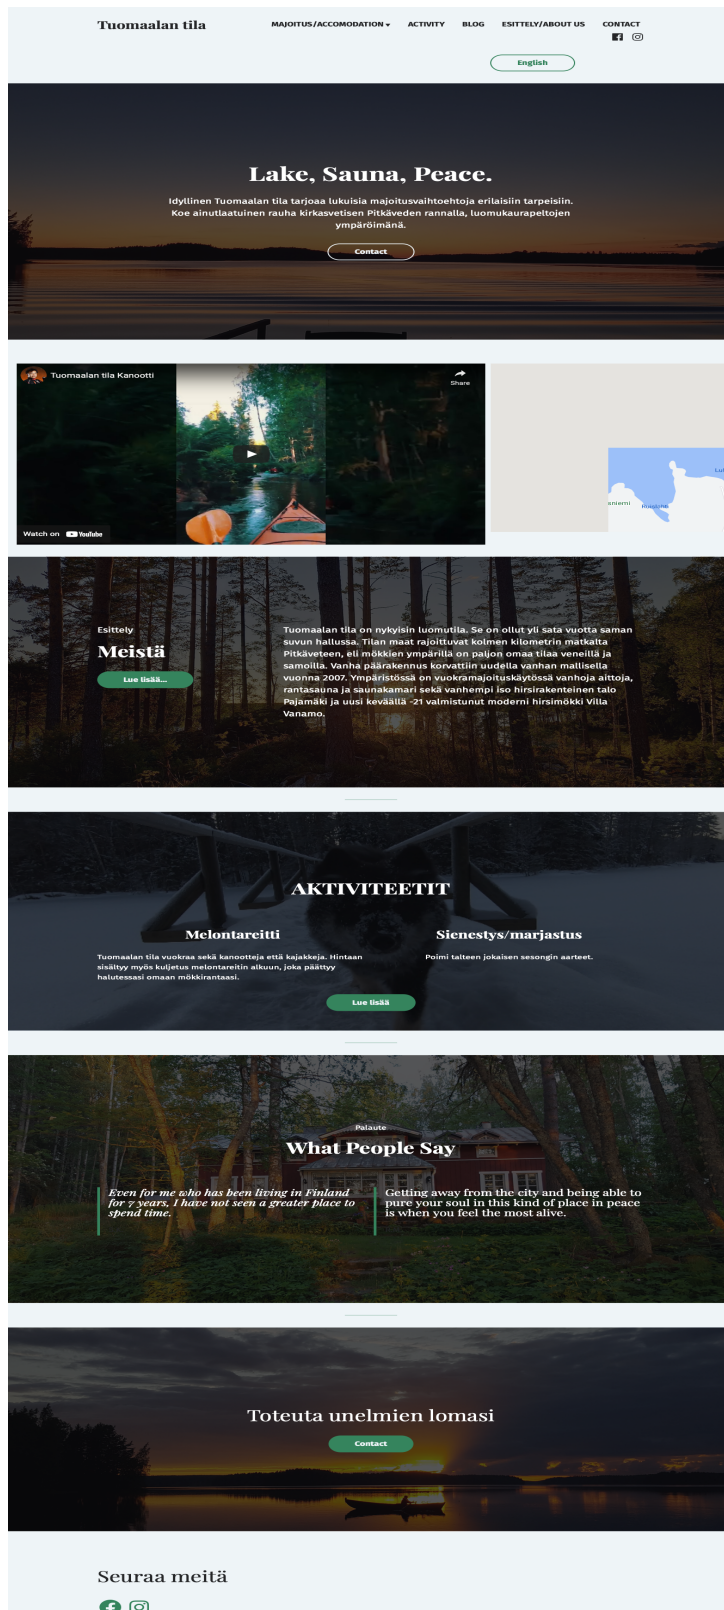 Tuomaalan tila
MAJOITUS/ACCOMODATION
ACTIVITY
BLOG
ESITTELY/ABOUT US
CONTACT
English
Lake, Sauna, Peace.
Idyllinen Tuomaalan tila tarjoaa lukuisia majoitusvaihtoehtoja erilaisiin tarpeisiin.
Koe ainutlaatuinen rauha kirkasvetisen Pitkäveden rannalla, luomukaurapeltojen
ympäröimänä.
Contact
Tuomaalan tila Kanootti
Share
Watch on YouTube
aniemi
Esittely
Meistä
Lue lisää...
Tuomaalan tila on nykyisin luomutila. Se on ollut yli sata vuotta saman
suvun hallussa. Tilan maat rajoittuvat kolmen kilometrin matkalta
Pitkäveteen, eli mökkien ympärillä on paljon omaa tilaa veneillä ja
samoilla. Vanha päärakennus korvattiin uudella vanhan mallisella
vuonna 2007. Ympäristössä on vuokramajoituskäytössä vanhoja aittoja,
rantasauna ja saunakamari sekä vanhempi iso hirsirakenteinen talo
Pajamäki ja uusi keväällä -21 valmistunut moderni hirsimökki Villa
Vanamo.
AKTIVITEETIT
Melontareitti
Tuomaalan tila vuokraa sekä kanootteja että kajakkeja. Hintaan
sisältyy myös kuljetus melontareitin alkuun, joka päättyy
halutessasi omaan mökkirantaasi.
Sienestys/marjastus
Poimi talteen jokaisen sesongin aarteet.
Lue lisää
Palaute
What People Say
Even for me who has been living in Finland
for 7 years, I have not seen a greater place to
spend time.
Getting away from the city and being able to
pure your soul in this kind of place in peace
is when you feel the most alive.
Toteuta unelmien lomasi
Contact
Seuraa meitä